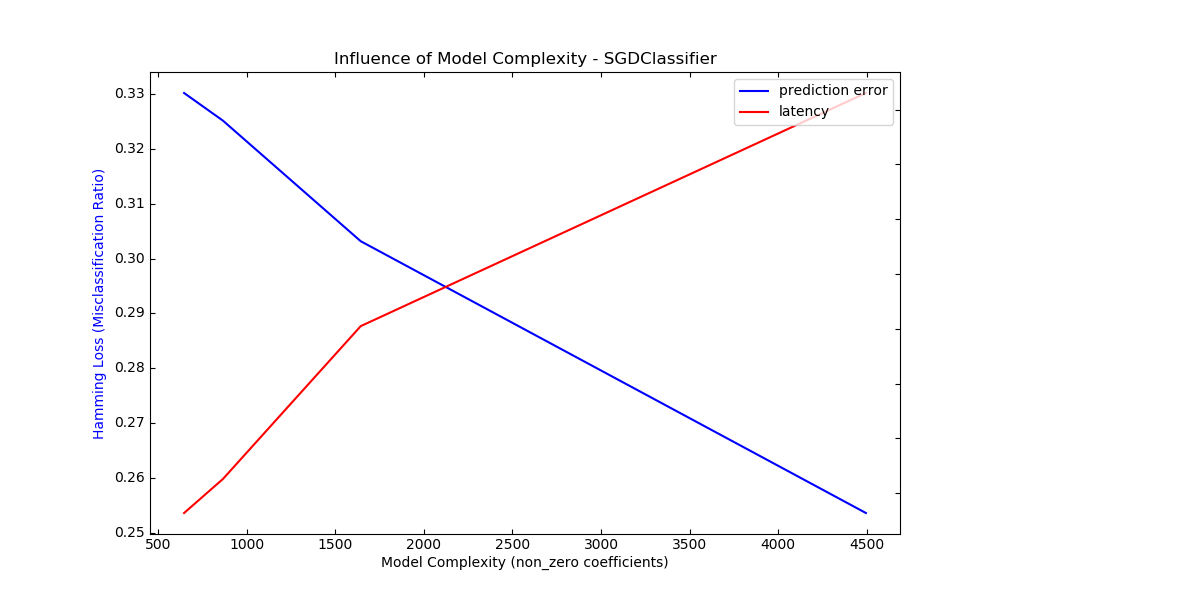 Influence of Model Complexity - SGDClassifier
prediction error
latency
0.33
0.32
0.31
0.30
0.29
0.28
0.27
0.26
0.25
Hamming Loss (Misclassification Ratio)
500 1000 1500 2000 2500 3000 3500 4000 4500
Model Complexity (non_zero coefficients)